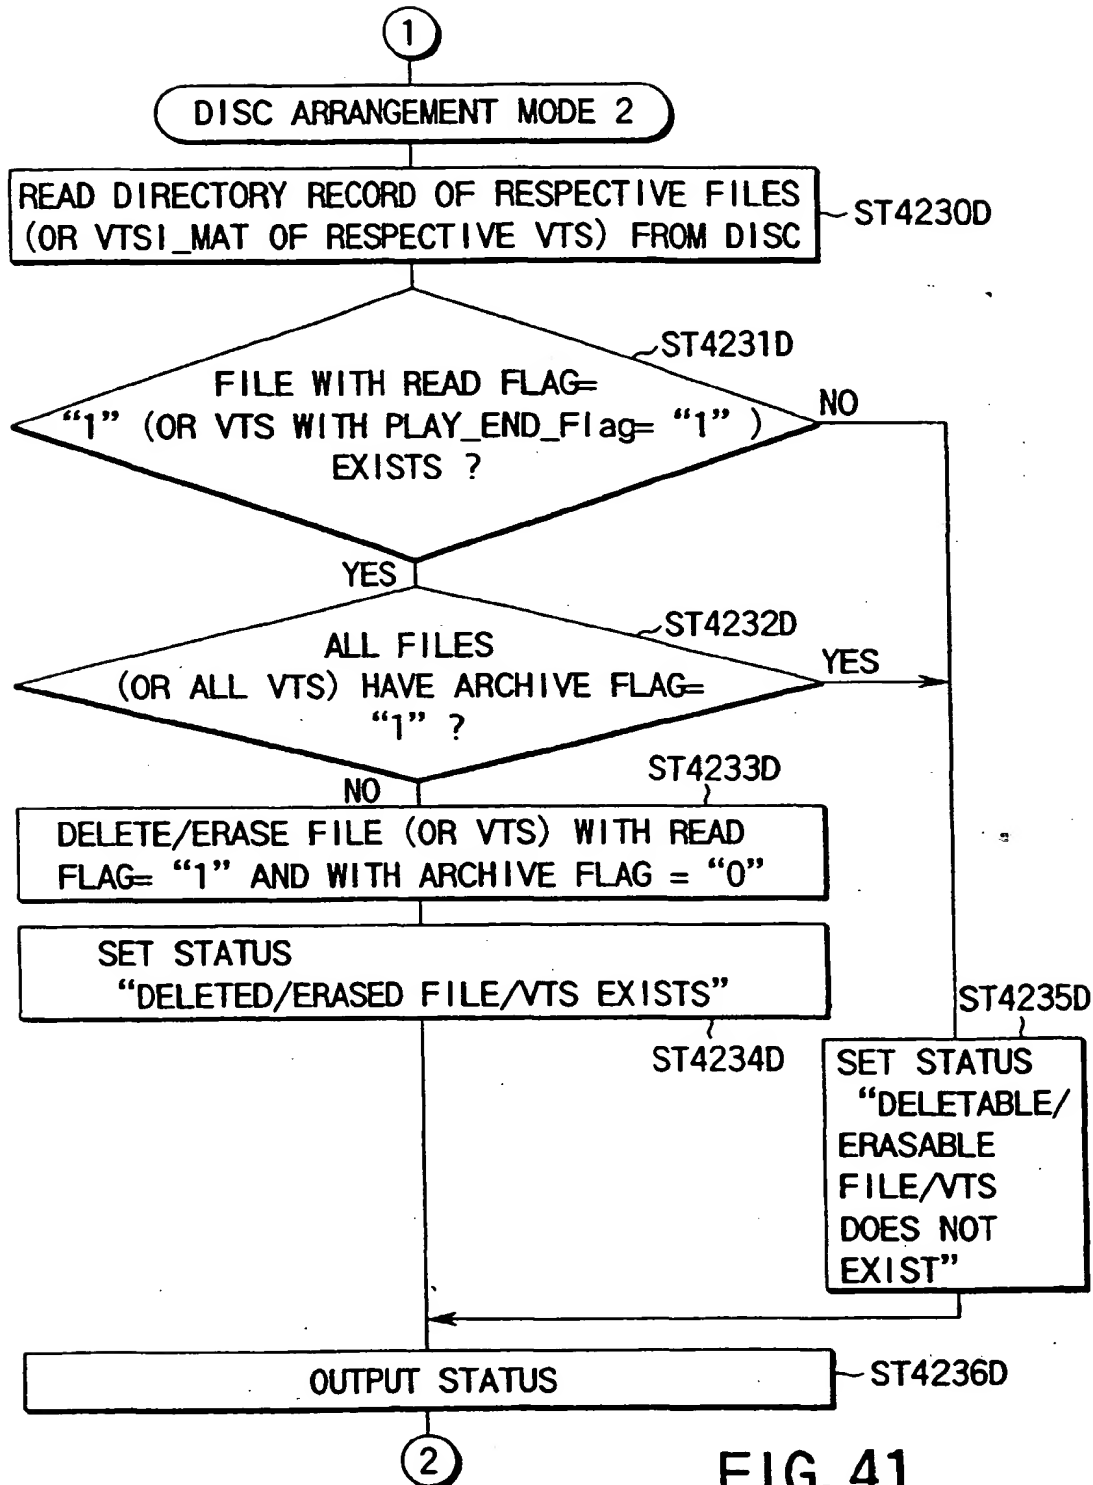 1
DISC ARRANGEMENT MODE 2
READ DIRECTORY RECORD OF RESPECTIVE FILES
(OR VTSI_MAT OF RESPECTIVE VTS) FROM DISC
ST4230D
ST4231D
FILE WITH READ FLAG=
“1” (OR VTS WITH PLAY_END_Flag= “1” )
EXISTS ?
NO
YES
ST4232D
ALL FILES
(OR ALL VTS) HAVE ARCHIVE FLAG=
“1” ?
YES
NO
ST4233D
DELETE/ERASE FILE (OR VTS) WITH READ
FLAG= “1” AND WITH ARCHIVE FLAG = “0”
SET STATUS
“DELETED/ERASED FILE/VTS EXISTS”
ST4234D
ST4235D
SET STATUS
“DELETABLE/
ERASABLE
FILE/VTS
DOES NOT
EXIST”
OUTPUT STATUS
ST4236D
2
FIG. 41